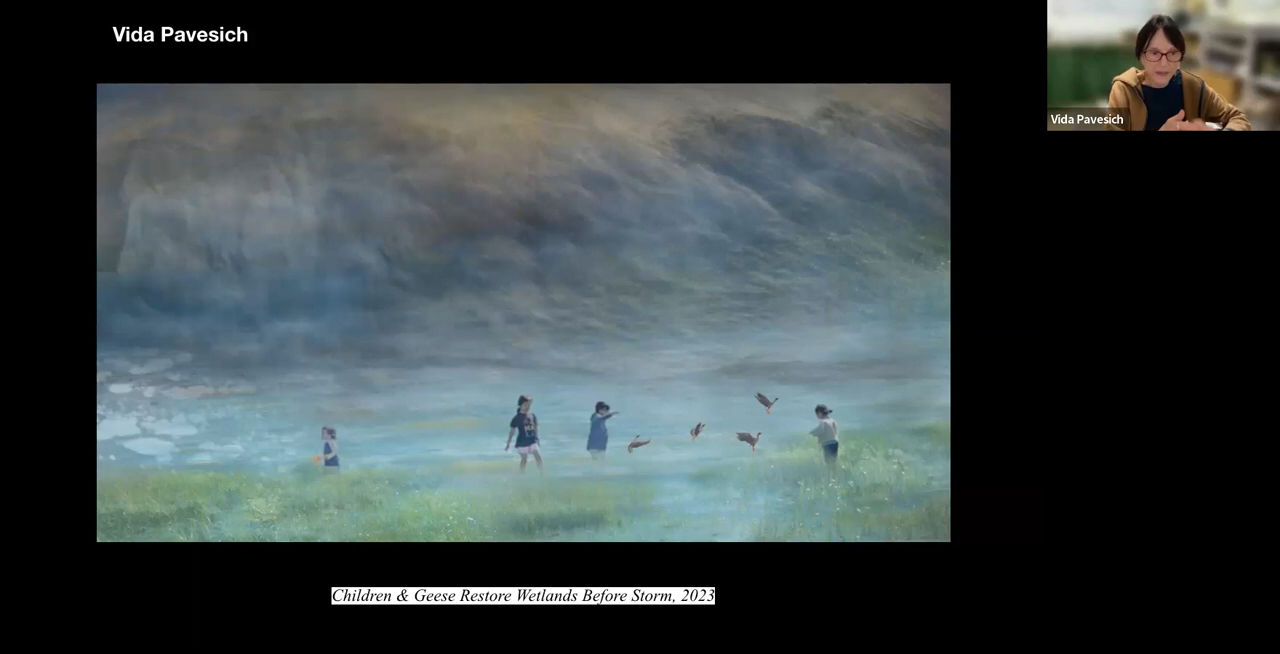 Vida Pavesich
Vida Pavesich
Children & Geese Restore Wetlands Before Storm, 2023